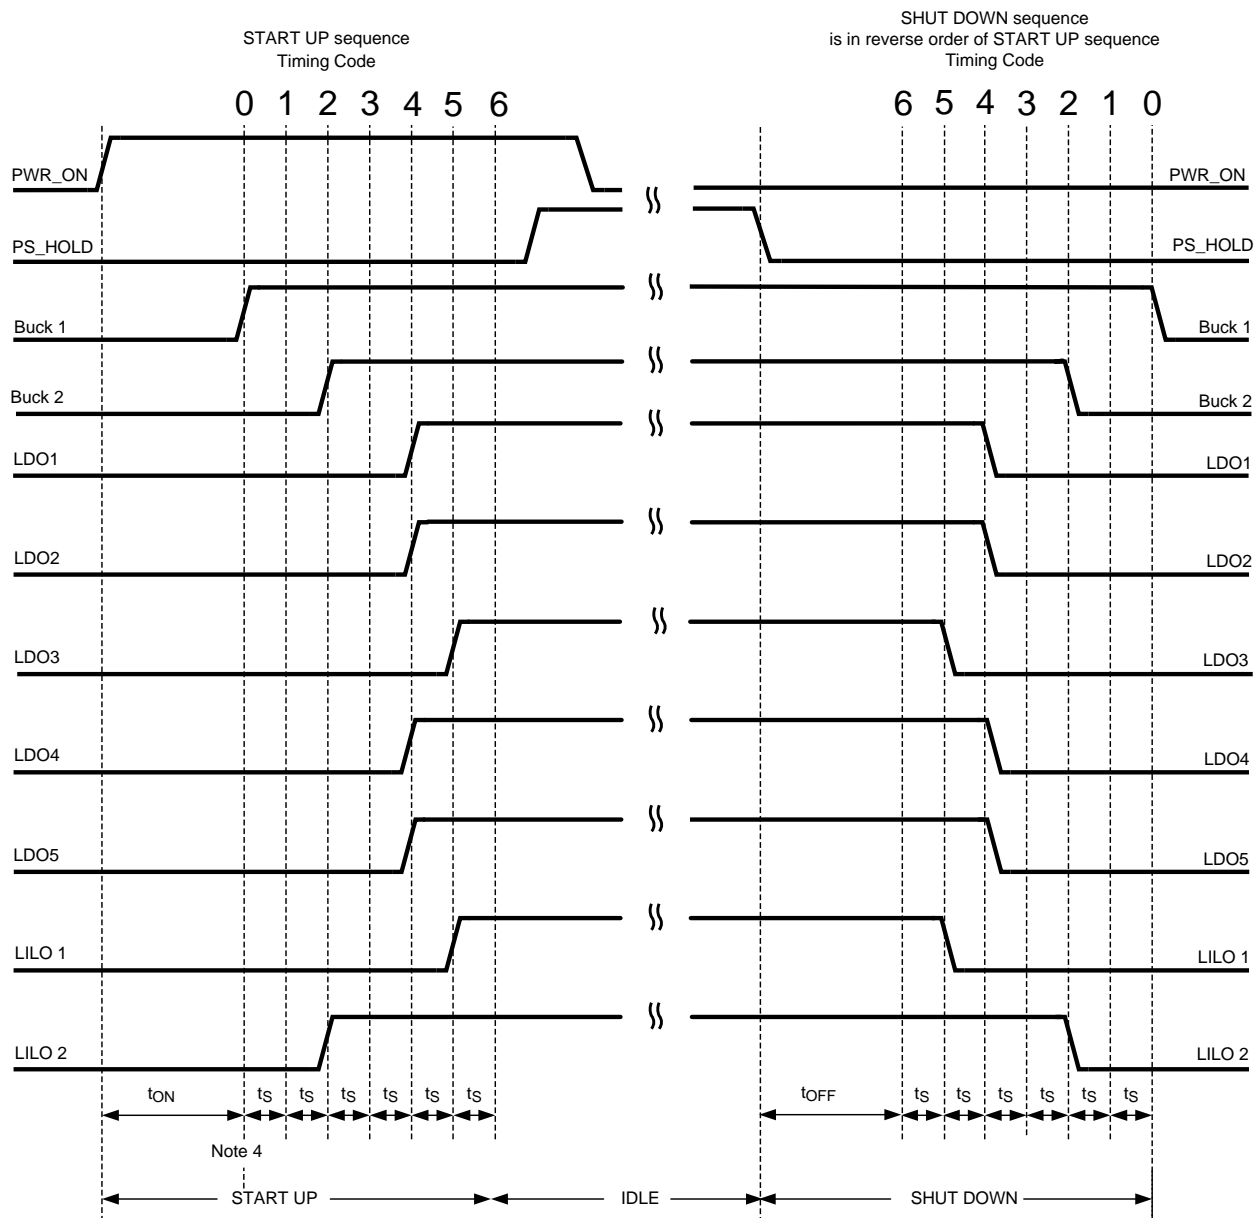 START UP sequence
Timing Code
SHUT DOWN sequence
is in reverse order of START UP sequence
Timing Code
0 1 2 3 4 5 6
6 5 4 3 2 1 0
PWR_ON PWR_ON
PS_HOLD PS_HOLD
Buck 1 Buck 1
Buck 2 Buck 2
LDO1 LDO1
LDO2 LDO2
LDO3 LDO3
LDO4 LDO4
LDO5 LDO5
LILO 1 LILO 1
LILO 2 LILO 2
tON tS tS tS tS tS tS tOFF tS tS tS tS tS tS
Note 4
START UP IDLE SHUT DOWN